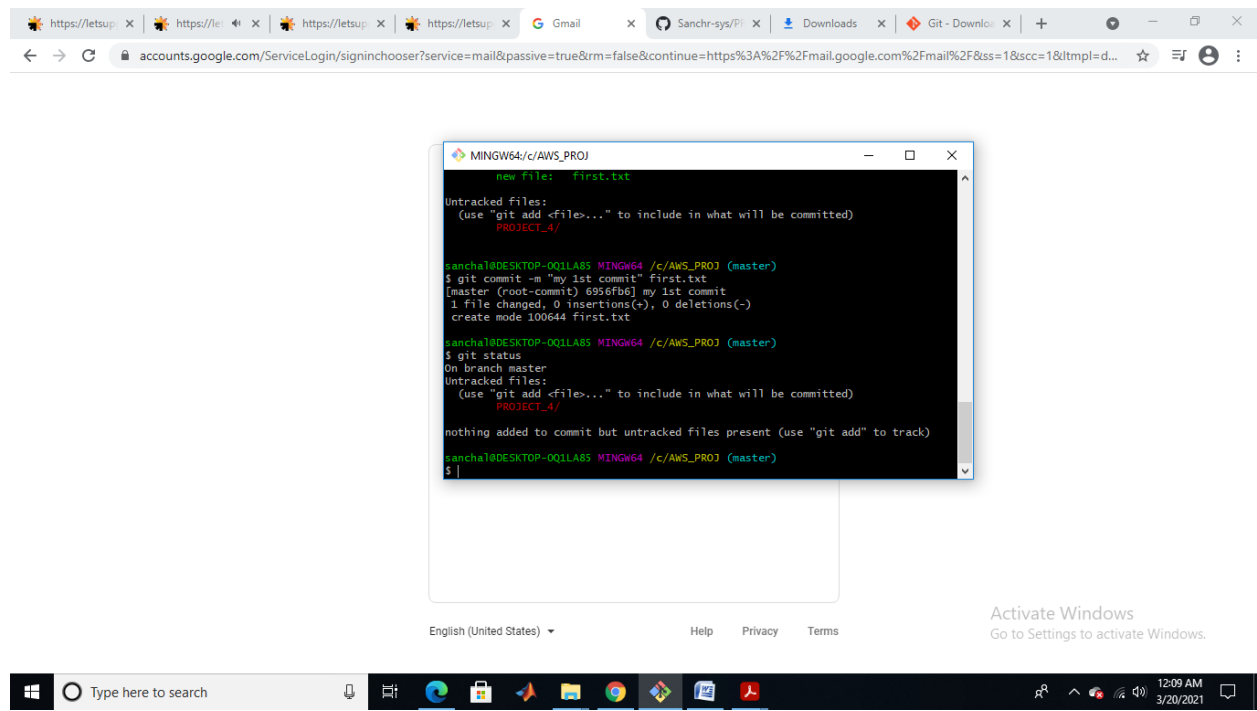 https://letsup
https://let
https://letsup
https://letsup
Gmail
Sanchr-sys/PF
Downloads
Git - Downloa
accounts.google.com/ServiceLogin/signinchooser?service=mail&passive=true&rm=false&continue=https%3A%2F%2Fmail.google.com%2Fmail%2F&ss=1&scc=1&ltmpl=d...
MINGW64:/c/AWS_PROJ
new file:   first.txt
Untracked files:
(use "git add <file>..." to include in what will be committed)
PROJECT_4/
sanchal@DESKTOP-0Q1LA85 MINGW64 /c/AWS_PROJ (master)
$ git commit -m "my 1st commit" first.txt
[master (root-commit) 6956fb6] my 1st commit
1 file changed, 0 insertions(+), 0 deletions(-)
create mode 100644 first.txt
sanchal@DESKTOP-0Q1LA85 MINGW64 /c/AWS_PROJ (master)
$ git status
On branch master
Untracked files:
(use "git add <file>..." to include in what will be committed)
PROJECT_4/
nothing added to commit but untracked files present (use "git add" to track)
sanchal@DESKTOP-0Q1LA85 MINGW64 /c/AWS_PROJ (master)
$
English (United States)
Help Privacy Terms
Activate Windows
Go to Settings to activate Windows.
Type here to search
12:09 AM
3/20/2021